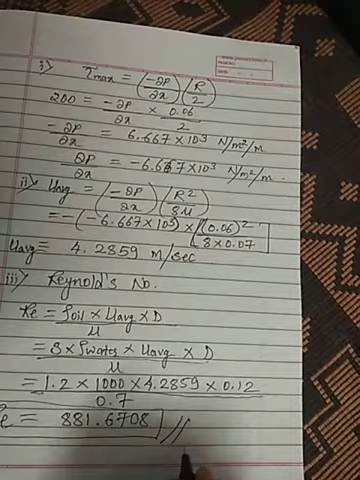 i) τmax = (-∂P/∂x) (R/2)
200 = -∂P/∂x × 0.06/2
-∂P/∂x = 6.667×10³ N/m²/m
∂P/∂x = -6.667×10³ N/m²/m.
ii) Uavg = (-∂P/∂x) (R²/8μ)
= -(-6.667×10³) × [(0.06)²/8×0.07]
Uavg = 4.2859 m/sec
iii) Reynold's No.
Re = ρoil × Uavg × D/μ
= S × ρwater × Uavg × D/μ
= 1.2 × 1000 × 4.2859 × 0.12/0.7
Re = 881.6708 //